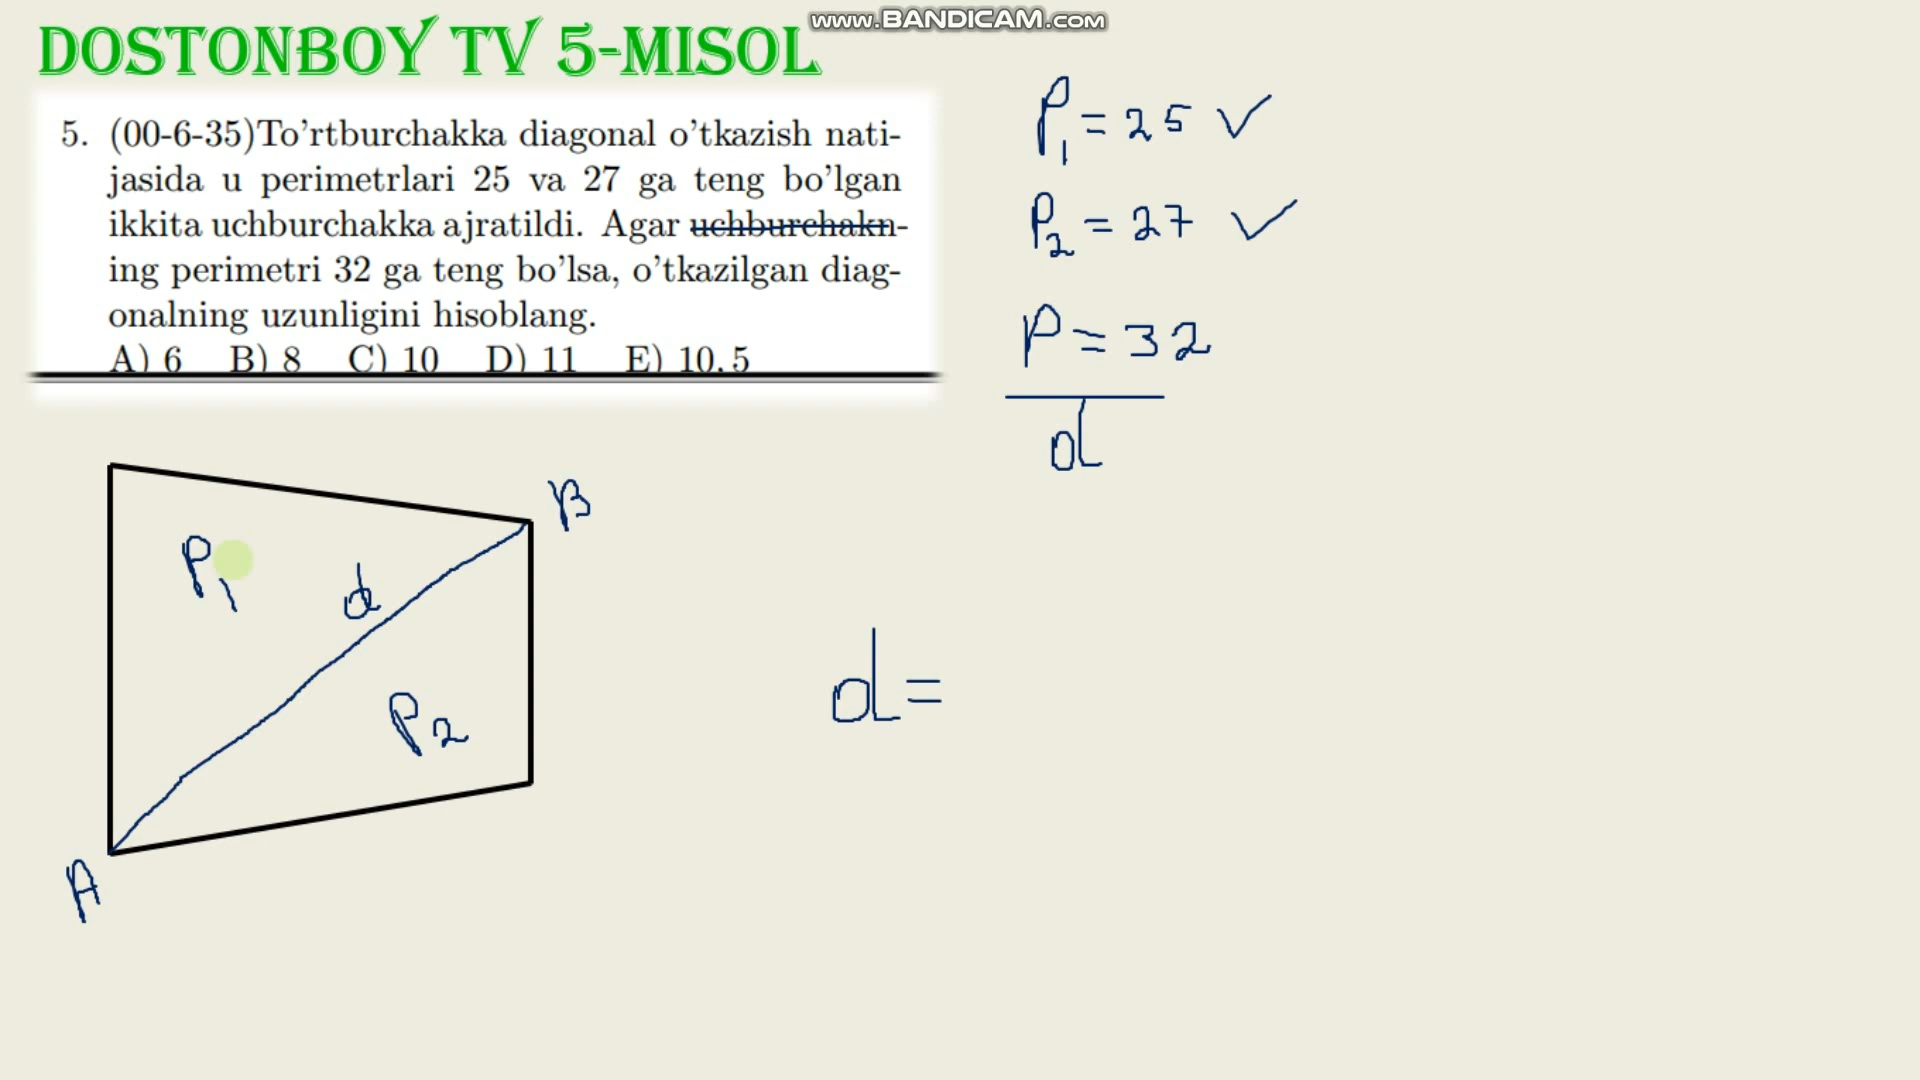 www.BANDICAM.com
DOSTONBOY TV 5-MISOL
5. (00-6-35)To'rtburchakka diagonal o'tkazish nati-
jasida u perimetrlari 25 va 27 ga teng bo'lgan
ikkita uchburchakka ajratildi. Agar uchburchakn-
ing perimetri 32 ga teng bo'lsa, o'tkazilgan diag-
onalning uzunligini hisoblang.
A) 6 B) 8 C) 10 D) 11 E) 10.5
P1 = 25 ✓
P2 = 27 ✓
P = 32
d
B
P1
d
P2
A
d =